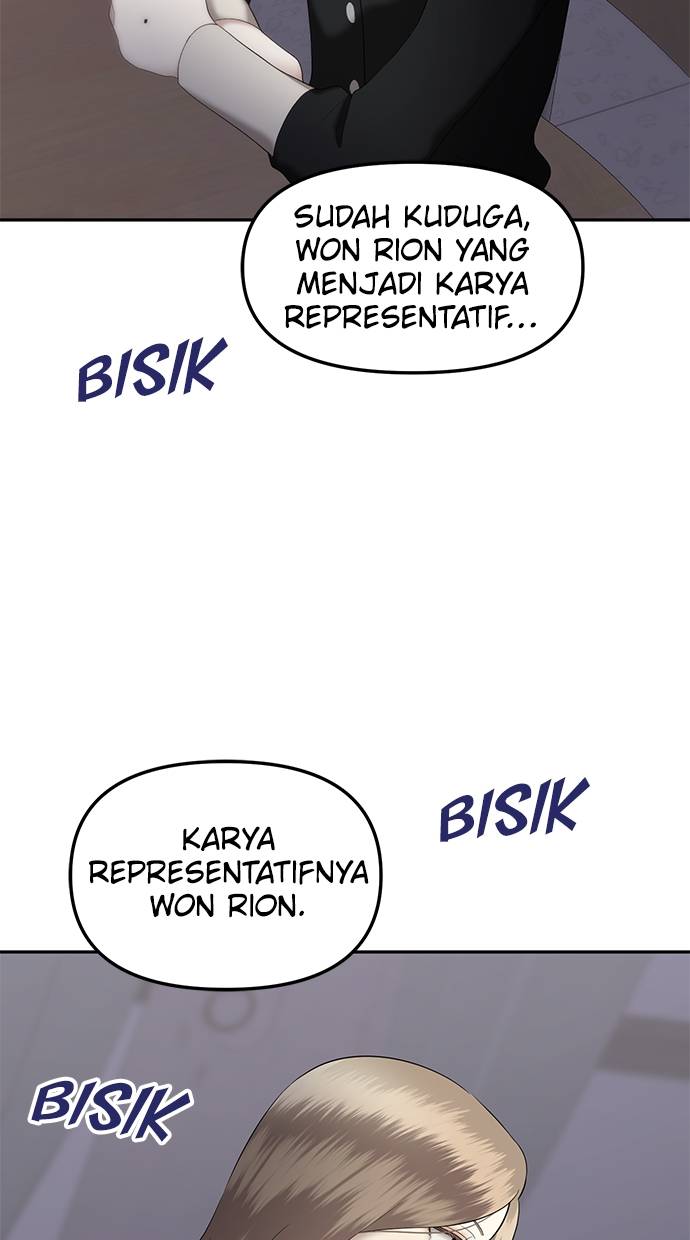 SUDAH KUDUGA,
WON RION YANG
MENJADI KARYA
REPRESENTATIF...
BISIK
BISIK
KARYA
REPRESENTATIFNYA
WON RION.
BISIK